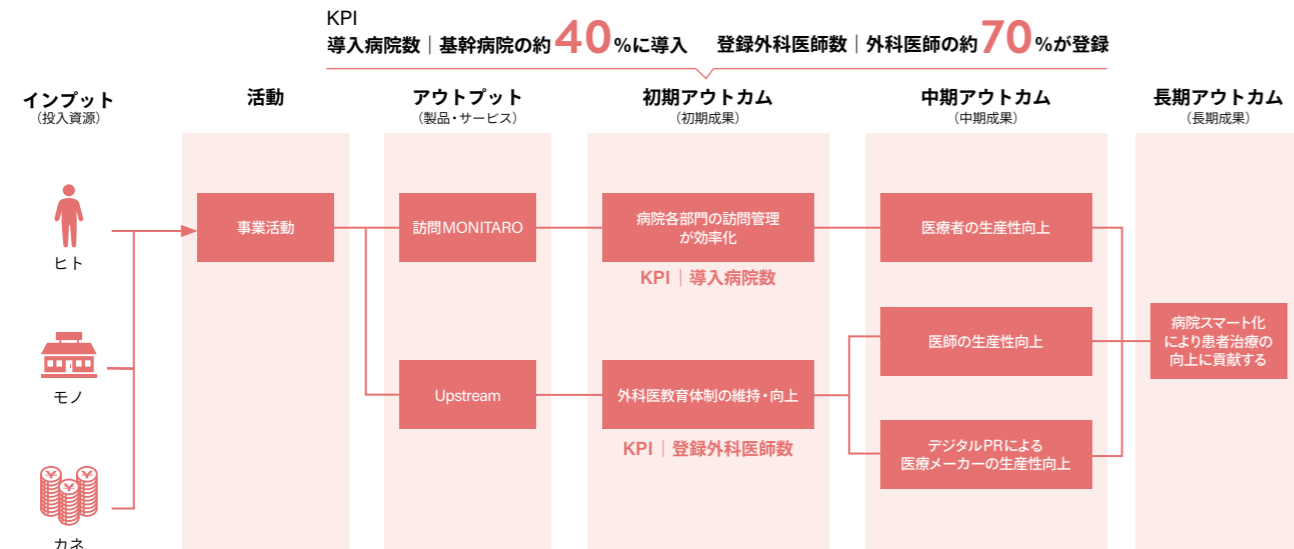 KPI
導入病院数｜基幹病院の約40%に導入 登録外科医師数｜外科医師の約70%が登録
インプット
（投入資源）
活動
アウトプット
（製品・サービス）
初期アウトカム
（初期成果）
中期アウトカム
（中期成果）
長期アウトカム
（長期成果）
ヒト
モノ
カネ
事業活動
訪問MONITARO
Upstream
病院各部門の訪問管理
が効率化
KPI｜導入病院数
外科医教育体制の維持・向上
KPI｜登録外科医師数
医療者の生産性向上
医師の生産性向上
デジタルPRによる
医療メーカーの生産性向上
病院スマート化
により患者治療の
向上に貢献する